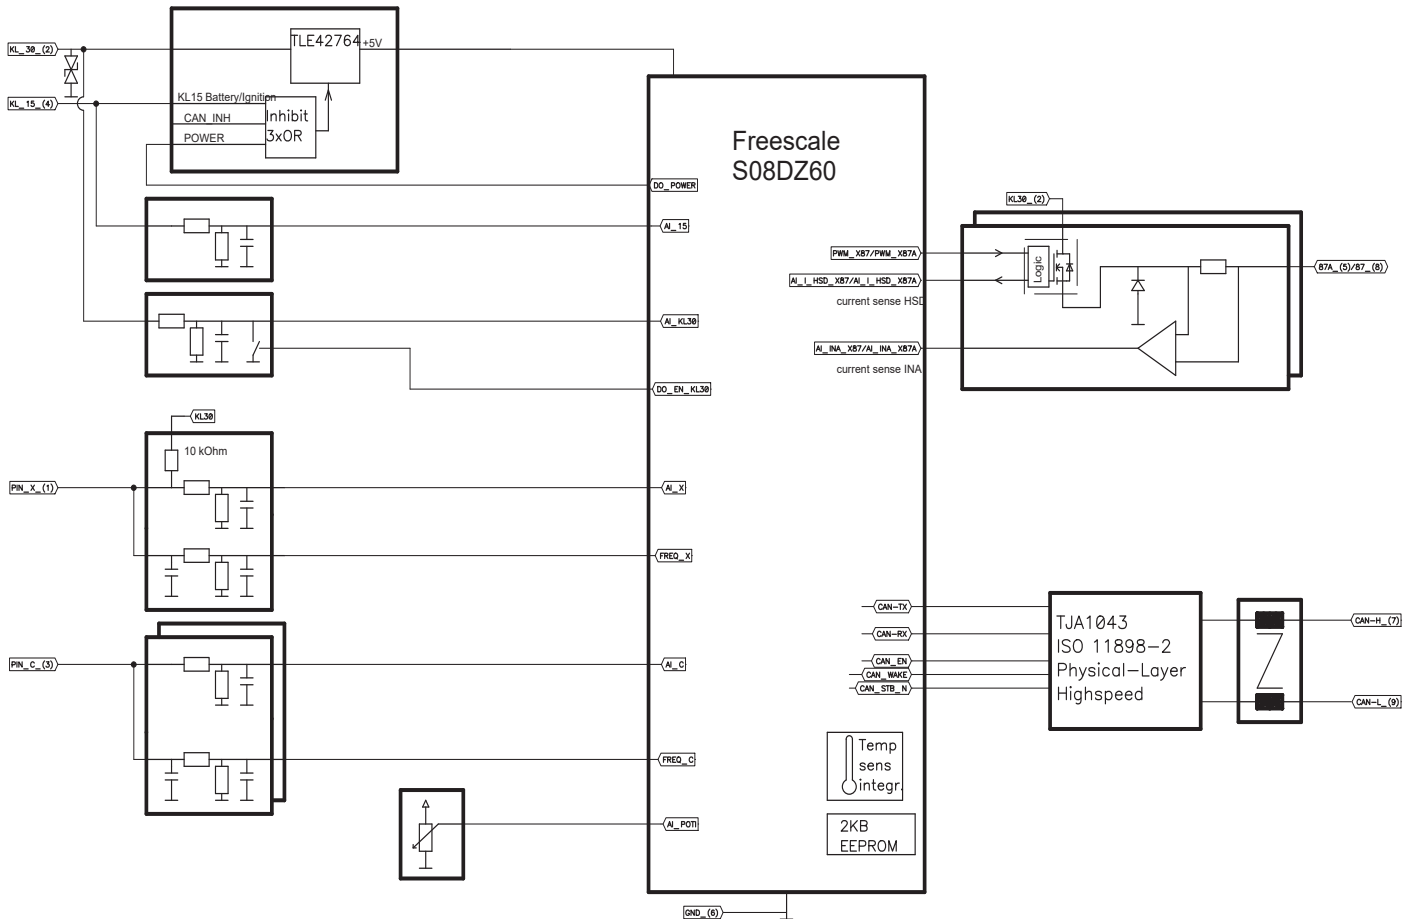 KL_30_(2)
TLE42764
+5V
KL_15_(4)
KL15 Battery/Ignition
CAN_INH
POWER
Inhibit
3xOR
Freescale
S08DZ60
DO_POWER
AI_15
AI_KL30
DO_EN_KL30
KL30
10 kOhm
PIN_X_(1)
AI_X
FREQ_X
PIN_C_(3)
AI_C
FREQ_C
AI_POTI
GND_(6)
KL30_(2)
PWM_X87/PWM_X87A
AI_I_HSD_X87/AI_I_HSD_X87A
current sense HSD
Logic
87A_(5)/87_(8)
AI_INA_X87/AI_INA_X87A
current sense INA
CAN-TX
CAN-RX
CAN_EN
CAN_WAKE
CAN_STB_N
TJA1043
ISO 11898-2
Physical-Layer
Highspeed
CAN-H_(7)
CAN-L_(9)
Temp
sens
integr.
2KB
EEPROM